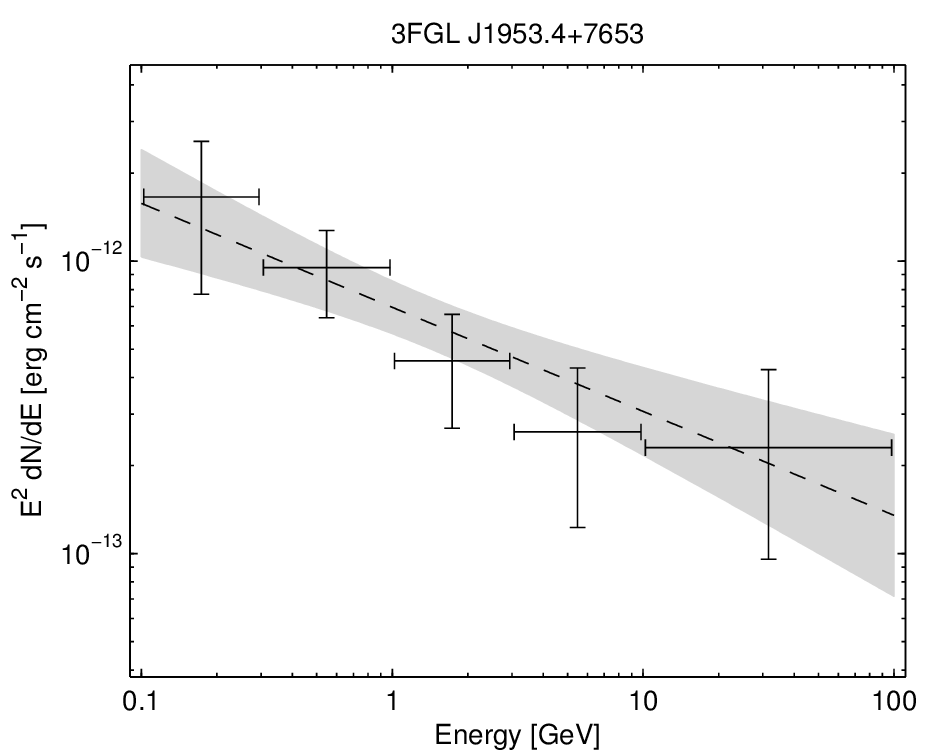 3FGL J1953.4+7653
E² dN/dE [erg cm⁻² s⁻¹]
10⁻¹²
10⁻¹³
0.1 1 10 100
Energy [GeV]